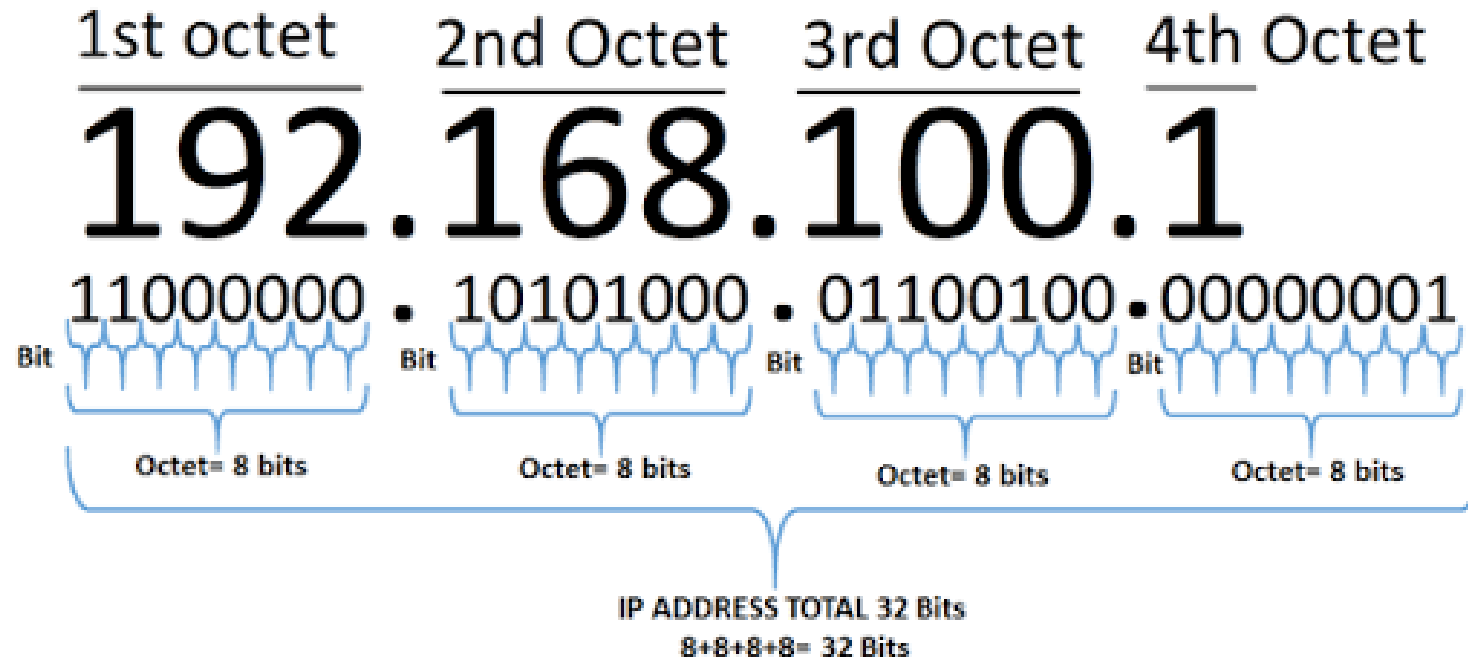 1st octet 2nd Octet 3rd Octet 4th Octet
192.168.100.1
11000000 . 10101000 . 01100100 . 00000001
Bit Bit Bit Bit
Octet= 8 bits Octet= 8 bits Octet= 8 bits Octet= 8 bits
IP ADDRESS TOTAL 32 Bits
8+8+8+8= 32 Bits